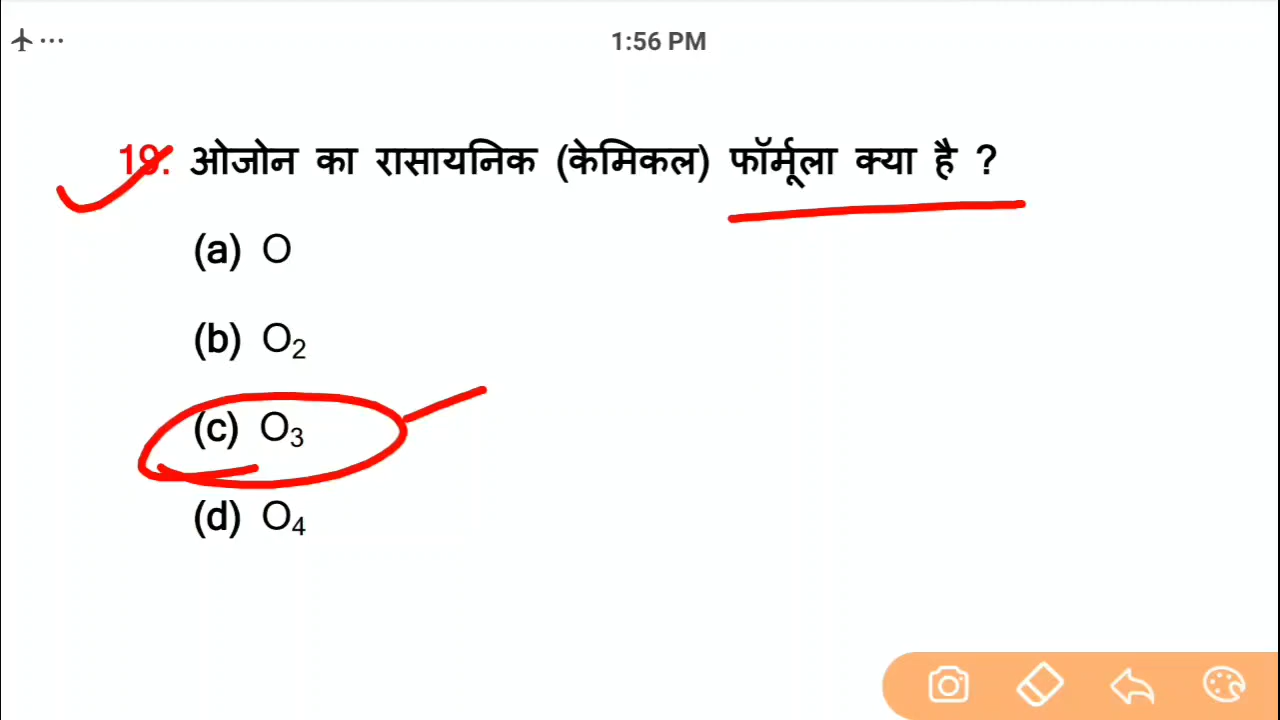 1:56 PM
19. ओजोन का रासायनिक (केमिकल) फॉर्मूला क्या है ?
(a) O
(b) O₂
(c) O₃
(d) O₄